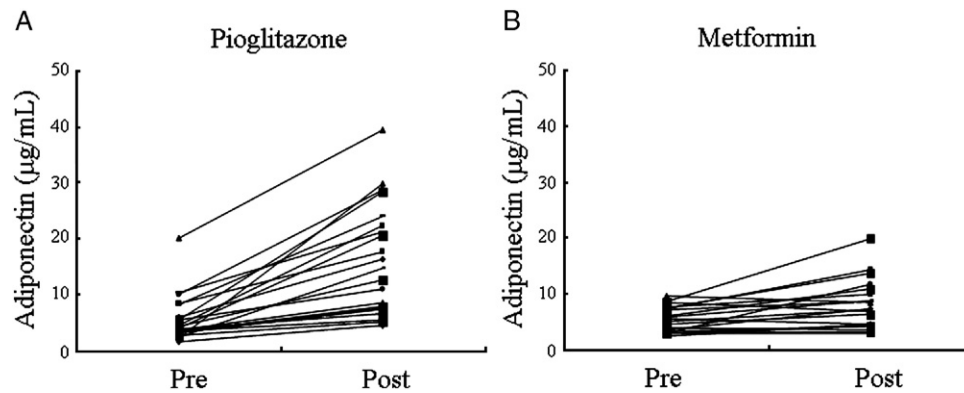 A
Pioglitazone
Adiponectin (µg/mL)
50
40
30
20
10
0
Pre Post
B
Metformin
Adiponectin (µg/mL)
50
40
30
20
10
0
Pre Post